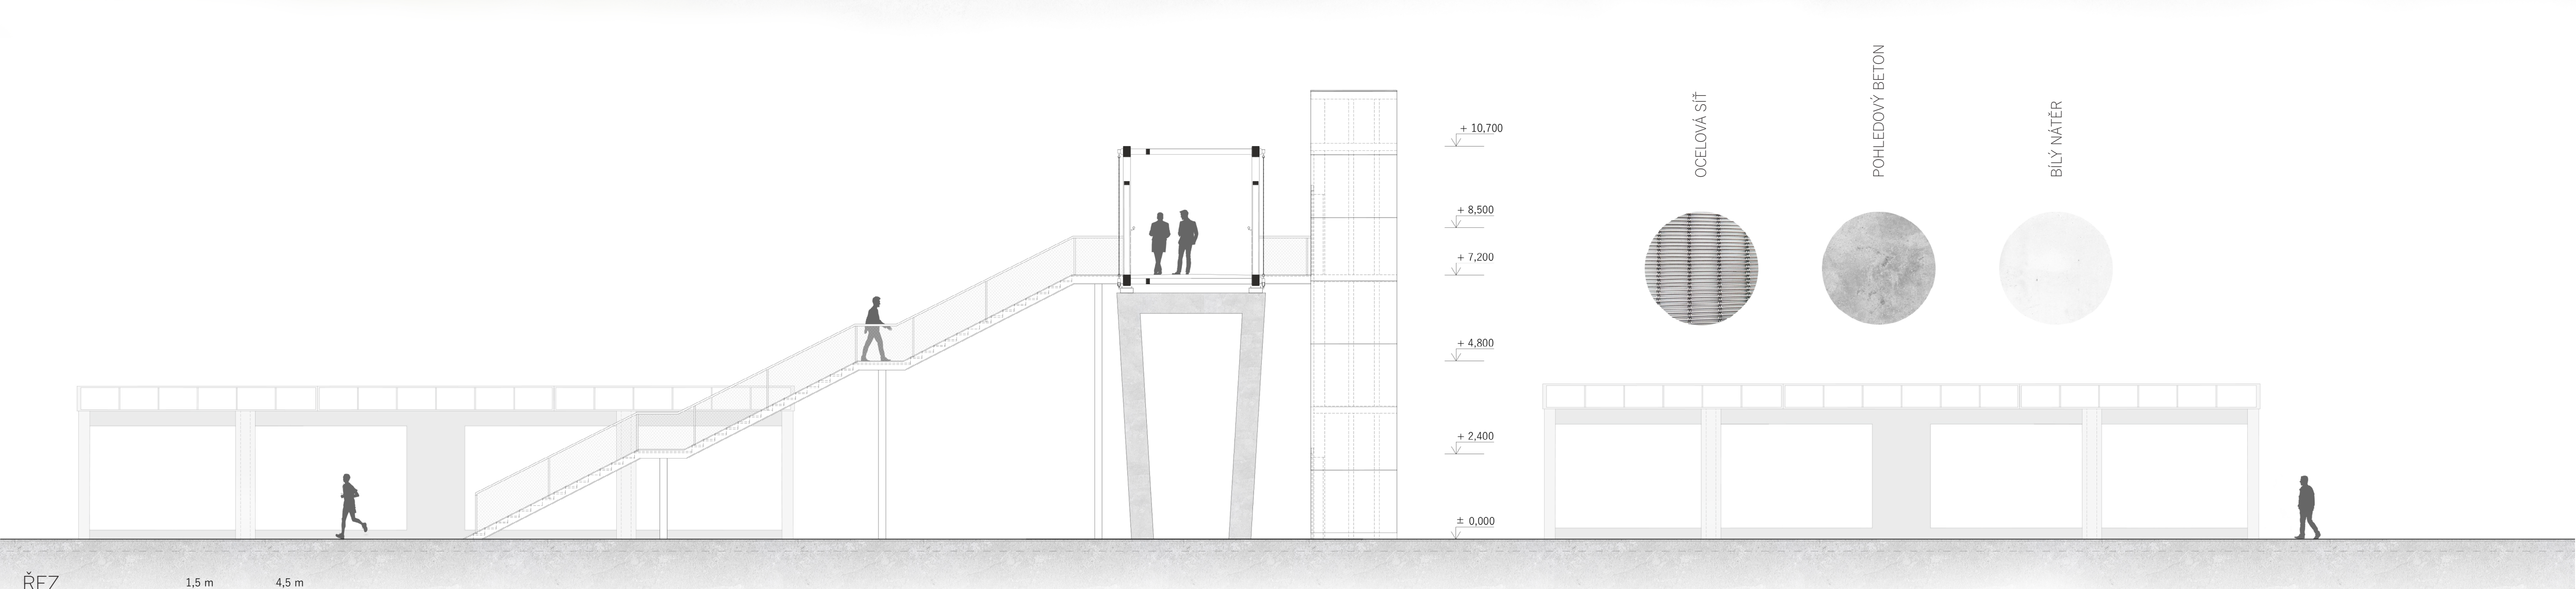 OCELOVÁ SÍŤ
POHLEDOVÝ BETON
BÍLÝ NÁTĚR
+ 10,700
+ 8,500
+ 7,200
+ 4,800
+ 2,400
± 0,000
ŘEZ
1,5 m
4,5 m